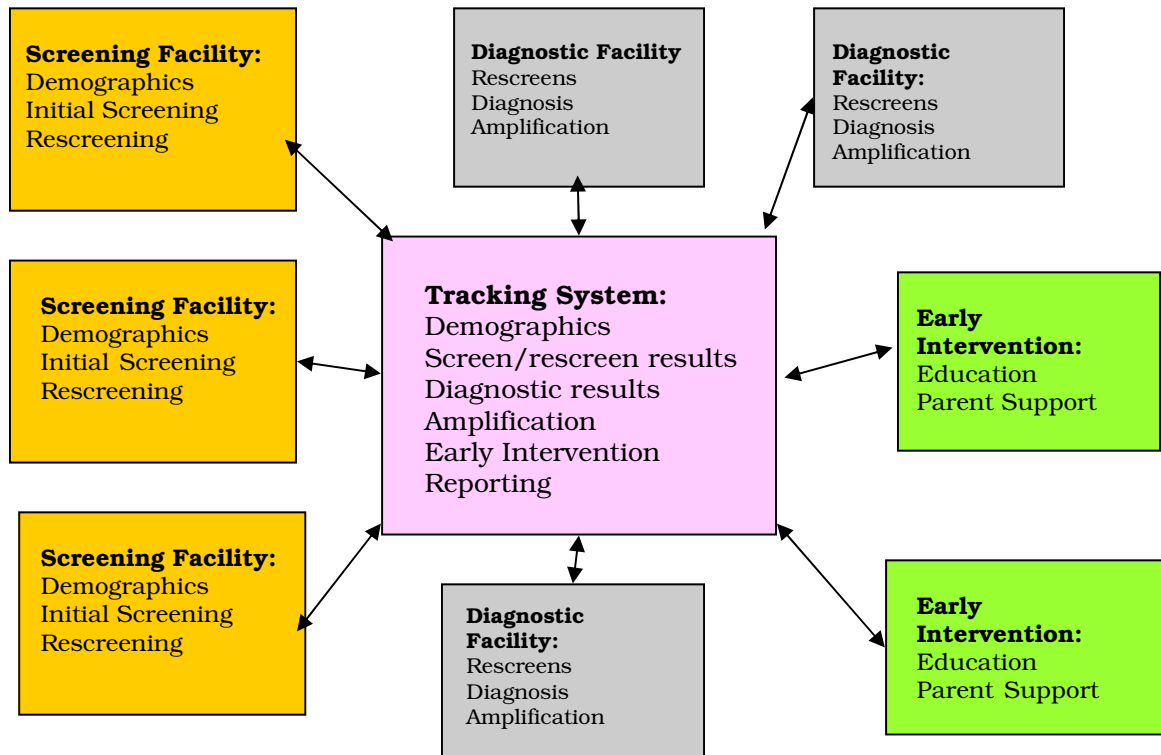 Screening Facility:
Demographics
Initial Screening
Rescreening
Diagnostic Facility
Rescreens
Diagnosis
Amplification
Diagnostic
Facility:
Rescreens
Diagnosis
Amplification
Screening Facility:
Demographics
Initial Screening
Rescreening
Tracking System:
Demographics
Screen/rescreen results
Diagnostic results
Amplification
Early Intervention
Reporting
Early
Intervention:
Education
Parent Support
Screening Facility:
Demographics
Initial Screening
Rescreening
Diagnostic
Facility:
Rescreens
Diagnosis
Amplification
Early
Intervention:
Education
Parent Support